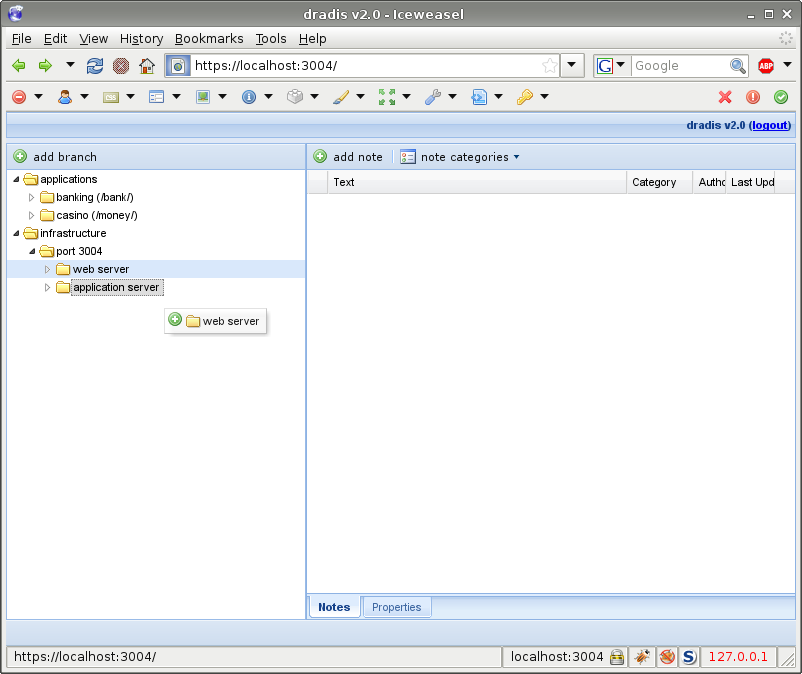 dradis v2.0 - Iceweasel
File Edit View History Bookmarks Tools Help
https://localhost:3004/ G Google ABP
dradis v2.0 (logout)
add branch
add note note categories
Text Category Autho Last Upd
applications
banking (/bank/)
casino (/money/)
infrastructure
port 3004
web server
application server
web server
Notes Properties
https://localhost:3004/ localhost:3004 S 127.0.0.1